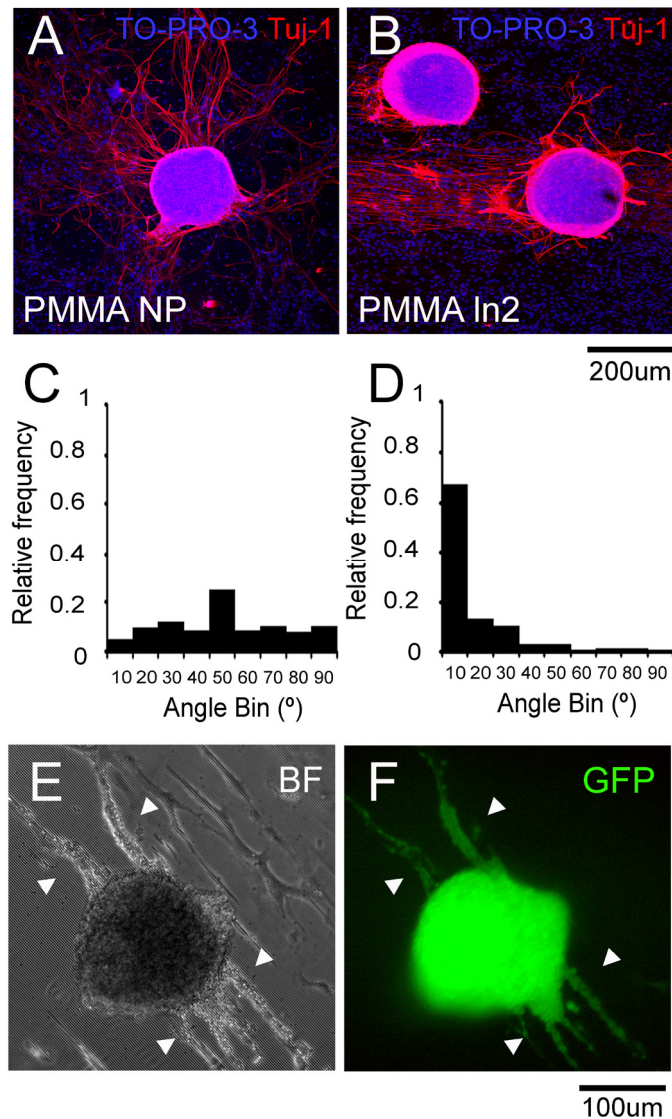 A TO-PRO-3 Tuj-1
B TO-PRO-3 Tuj-1
PMMA NP
PMMA ln2
200um
C
D
1
0.8
0.6
0.4
0.2
0
Relative frequency
10 20 30 40 50 60 70 80 90
Angle Bin (º)
1
0.8
0.6
0.4
0.2
0
Relative frequency
10 20 30 40 50 60 70 80 90
Angle Bin (º)
E BF
F GFP
100um